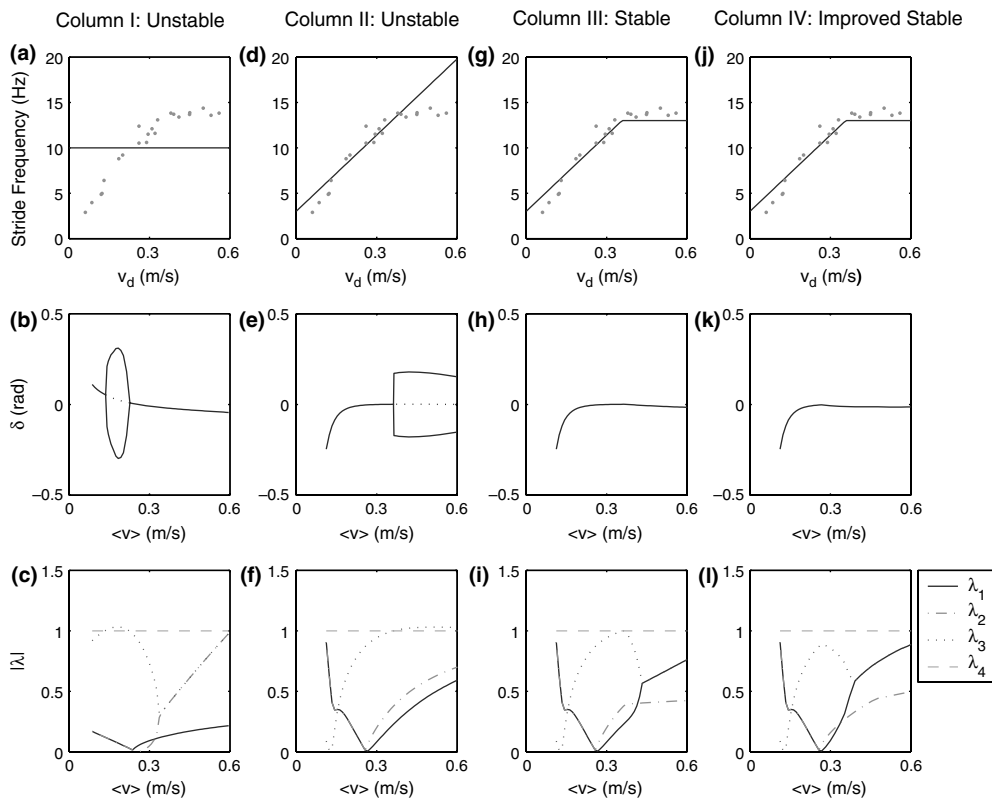 Column I: Unstable
Column II: Unstable
Column III: Stable
Column IV: Improved Stable
(a)
(d)
(g)
(j)
Stride Frequency (Hz)
20
15
10
5
0
0
0.3
0.6
v_d (m/s)
20
15
10
5
0
0
0.3
0.6
v_d (m/s)
20
15
10
5
0
0
0.3
0.6
v_d (m/s)
20
15
10
5
0
0
0.3
0.6
v_d (m/s)
(b)
(e)
(h)
(k)
δ (rad)
0.5
0
−0.5
0
0.3
0.6
<v> (m/s)
0.5
0
−0.5
0
0.3
0.6
<v> (m/s)
0.5
0
−0.5
0
0.3
0.6
<v> (m/s)
0.5
0
−0.5
0
0.3
0.6
<v> (m/s)
(c)
(f)
(i)
(l)
|λ|
1.5
1
0.5
0
0
0.3
0.6
<v> (m/s)
1.5
1
0.5
0
0
0.3
0.6
<v> (m/s)
1.5
1
0.5
0
0
0.3
0.6
<v> (m/s)
1.5
1
0.5
0
0
0.3
0.6
<v> (m/s)
λ_1
λ_2
λ_3
λ_4